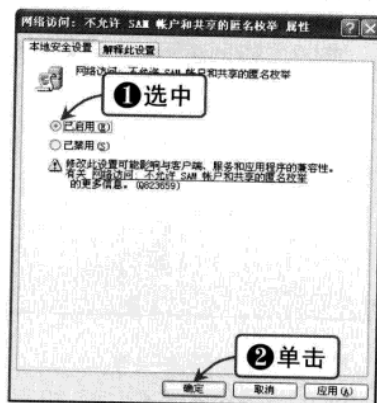 网络访问: 不允许 SAM 帐户和共享的匿名枚举 属性
本地安全设置 解释此设置
网络访问: 不允许 SAM 帐户和共享的匿名枚举
❶选中
已启用(E)
已禁用(S)
修改此设置可能影响与客户端、服务和应用程序的兼容性。
有关 网络访问: 不允许 SAM 帐户和共享的匿名枚举
的更多信息。(Q823659)
❷单击
确定 取消 应用(A)